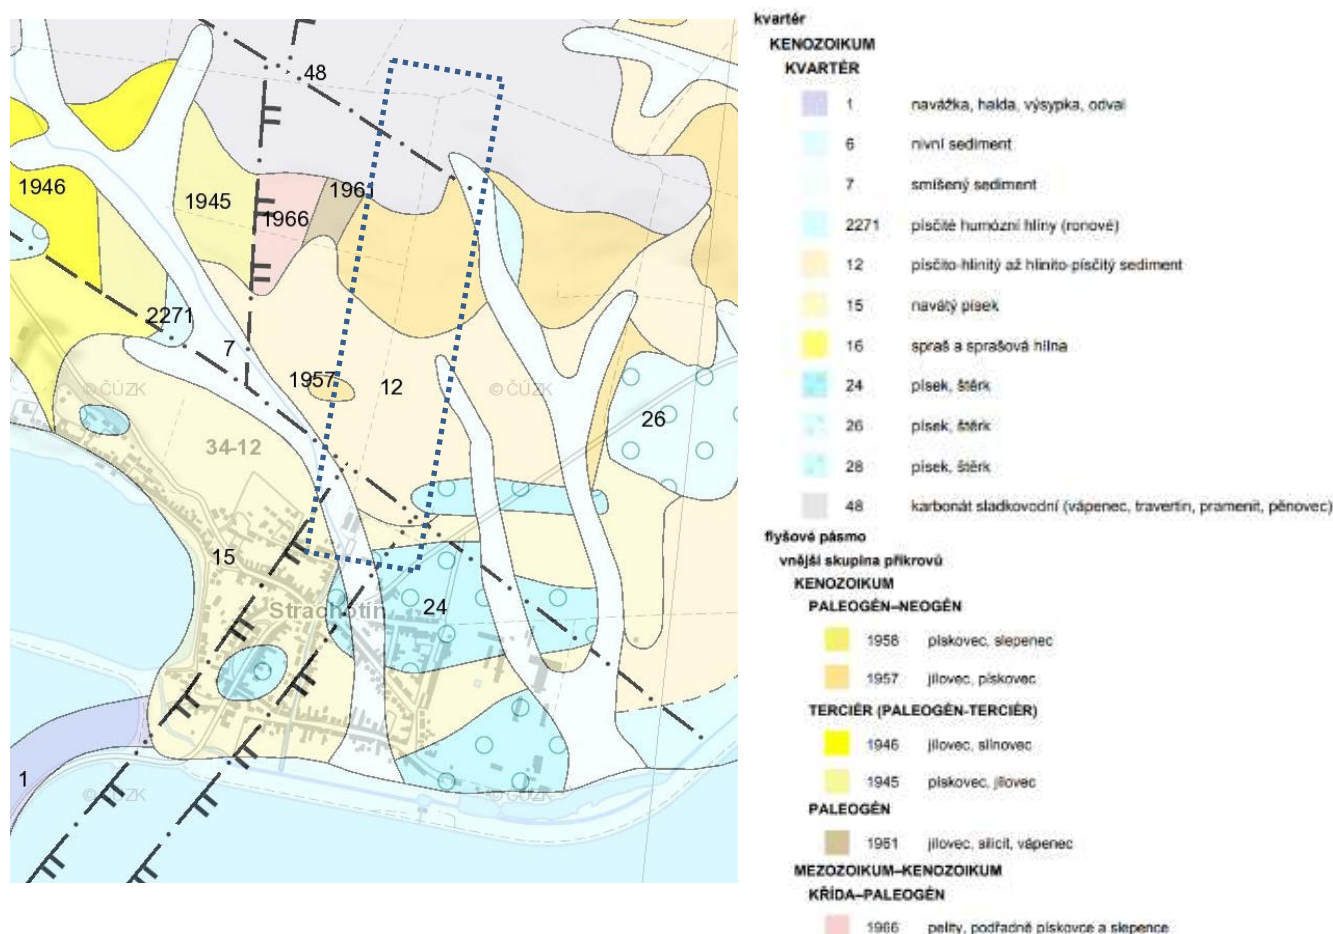 48
1946
1945
1961
1966
2271
7
1957
12
© ČÚZK
© ČÚZK
26
34-12
15
Strachotín
24
1
© ČÚZK
© ČÚZK
kvartér
KENOZOIKUM
KVARTÉR
1 navážka, halda, výsypka, odval
6 nivní sediment
7 smíšený sediment
2271 písčité humózní hlíny (ronové)
12 písčito-hlinitý až hlinito-písčitý sediment
15 navátý písek
16 spraš a sprašová hlína
24 písek, štěrk
26 písek, štěrk
28 písek, štěrk
48 karbonát sladkovodní (vápenec, travertin, pramenit, pěnovec)
flyšové pásmo
vnější skupina příkrovů
KENOZOIKUM
PALEOGÉN–NEOGÉN
1958 pískovec, slepenec
1957 jílovec, pískovec
TERCIÉR (PALEOGÉN-TERCIÉR)
1946 jílovec, slínovec
1945 pískovec, jílovec
PALEOGÉN
1961 jílovec, silicit, vápenec
MEZOZOIKUM–KENOZOIKUM
KŘÍDA–PALEOGÉN
1966 pelity, podřadně pískovce a slepence